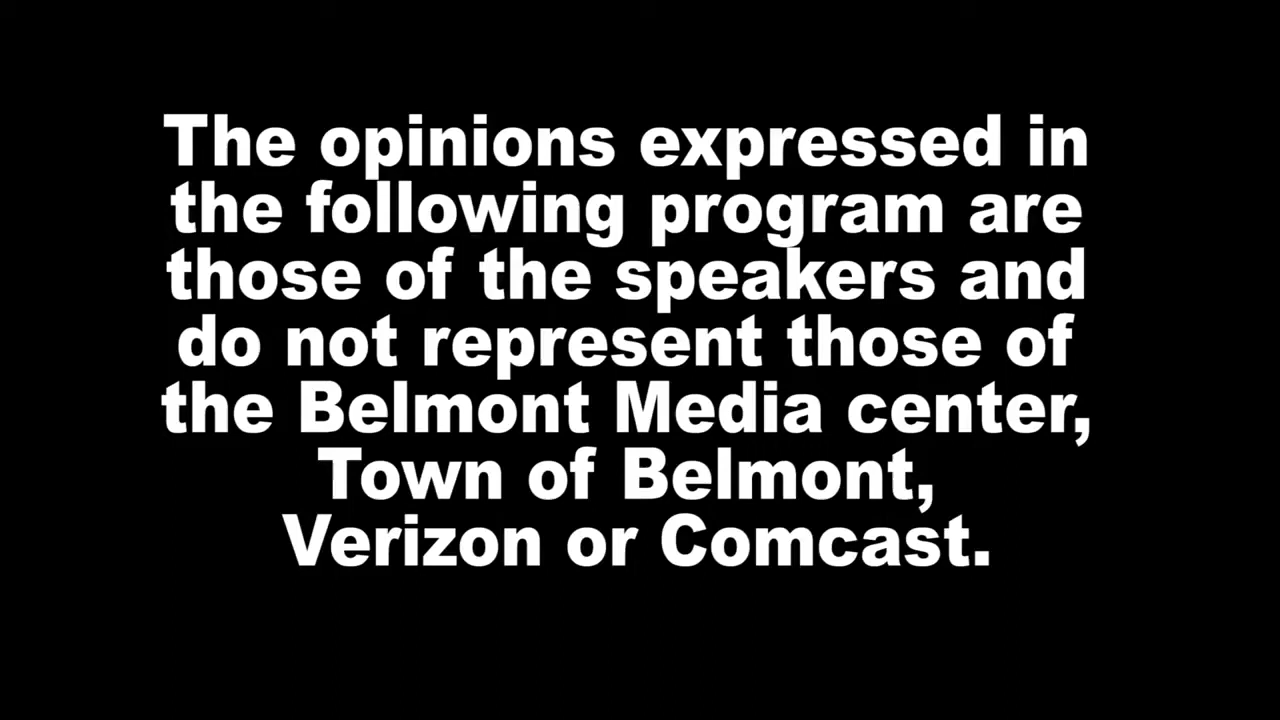 The opinions expressed in
the following program are
those of the speakers and
do not represent those of
the Belmont Media center,
Town of Belmont,
Verizon or Comcast.